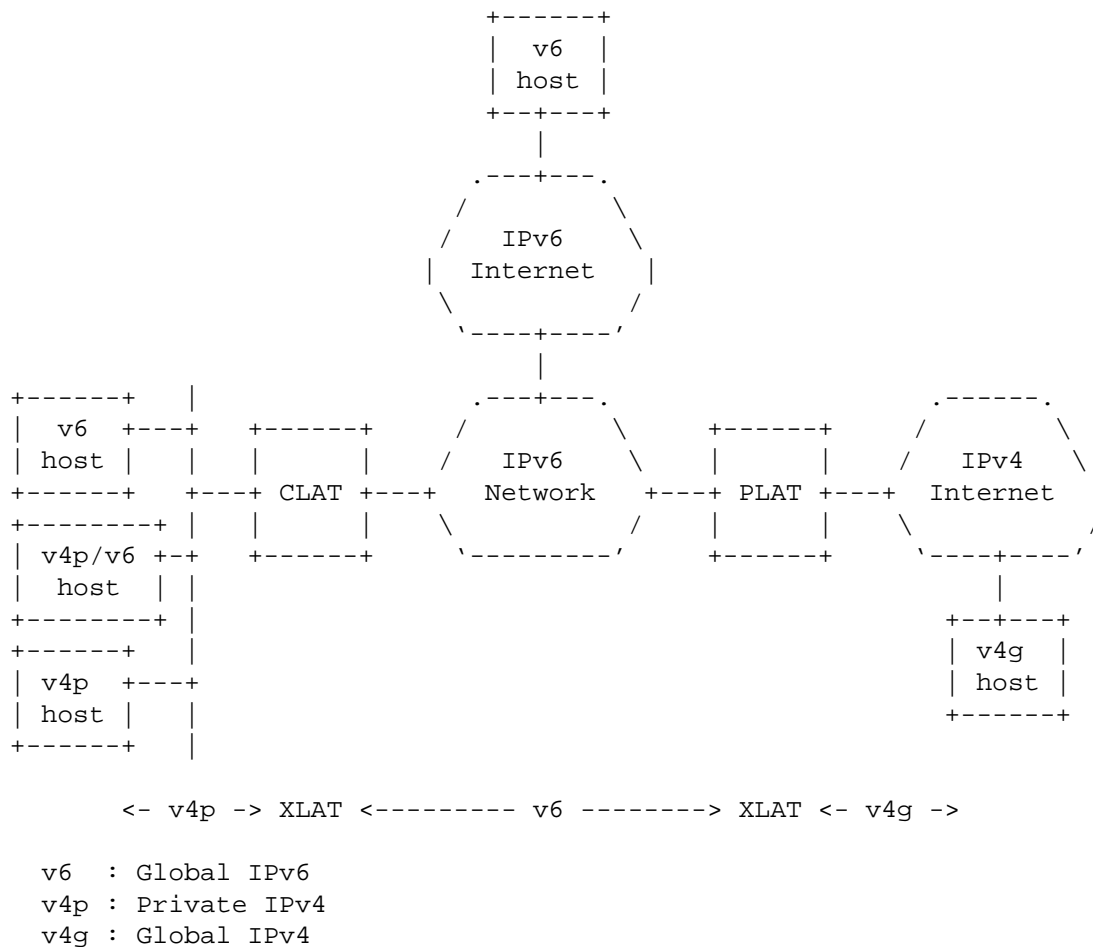 +------+
                                |  v6  |
                                | host |
                                +--+---+
                                   |
                               .---+---.
                              /         \
                             /   IPv6    \
                            |  Internet   |
                             \           /
                              '----+----'
                                   |
+------+   |                   .---+---.                    .------.
|  v6  +---+   +------+       /         \     +------+     /        \
| host |   |   |      |      /   IPv6    \    |      |    /   IPv4   \
+------+   +---+ CLAT +---+    Network    +---+ PLAT +---+  Internet
+--------+ |   |      |    \             /    |      |    \           /
| v4p/v6 +-+   +------+     '---------'       +------+     '----+----'
|  host  | |                                                    |
+--------+ |                                                 +--+---+
+------+   |                                                 | v4g  |
| v4p  +---+                                                 | host |
| host |   |                                                 +------+
+------+   |
<- v4p -> XLAT <--------- v6 --------> XLAT <- v4g ->
v6  : Global IPv6
v4p : Private IPv4
v4g : Global IPv4